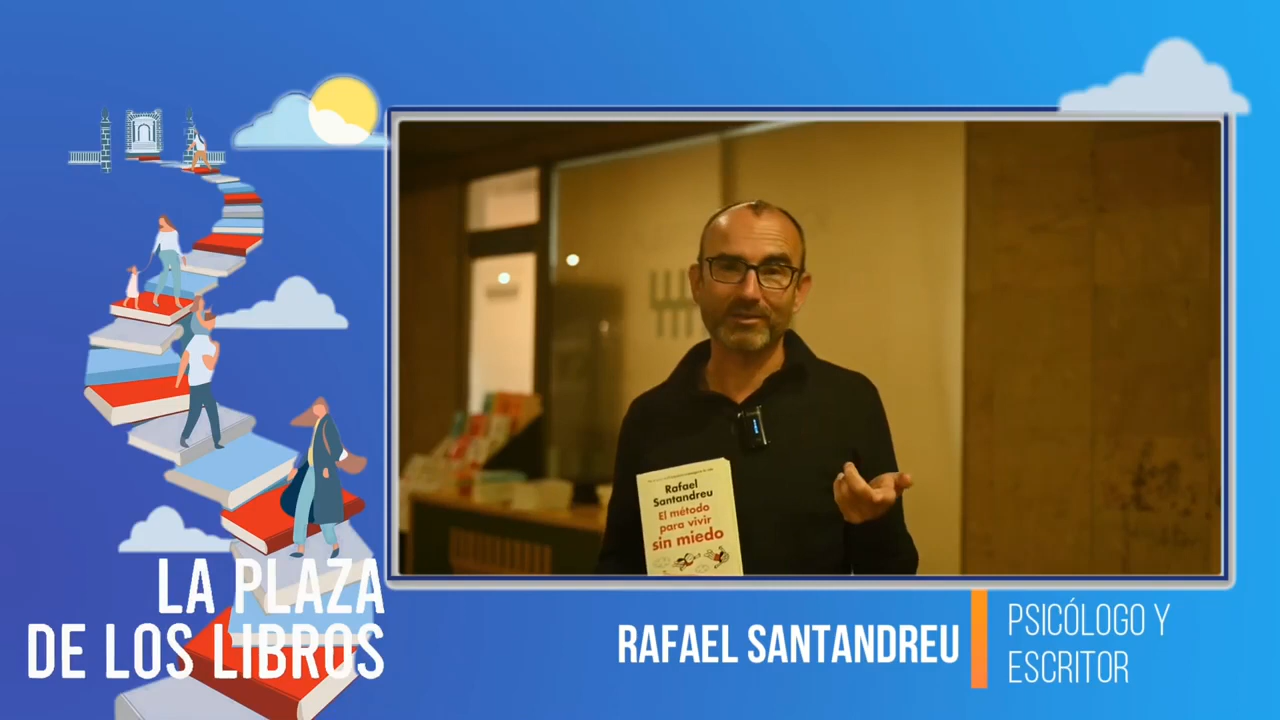 Rafael
Santandreu
El método
para vivir
sin miedo
LA PLAZA
DE LOS LIBROS
RAFAEL SANTANDREU
PSICÓLOGO Y
ESCRITOR